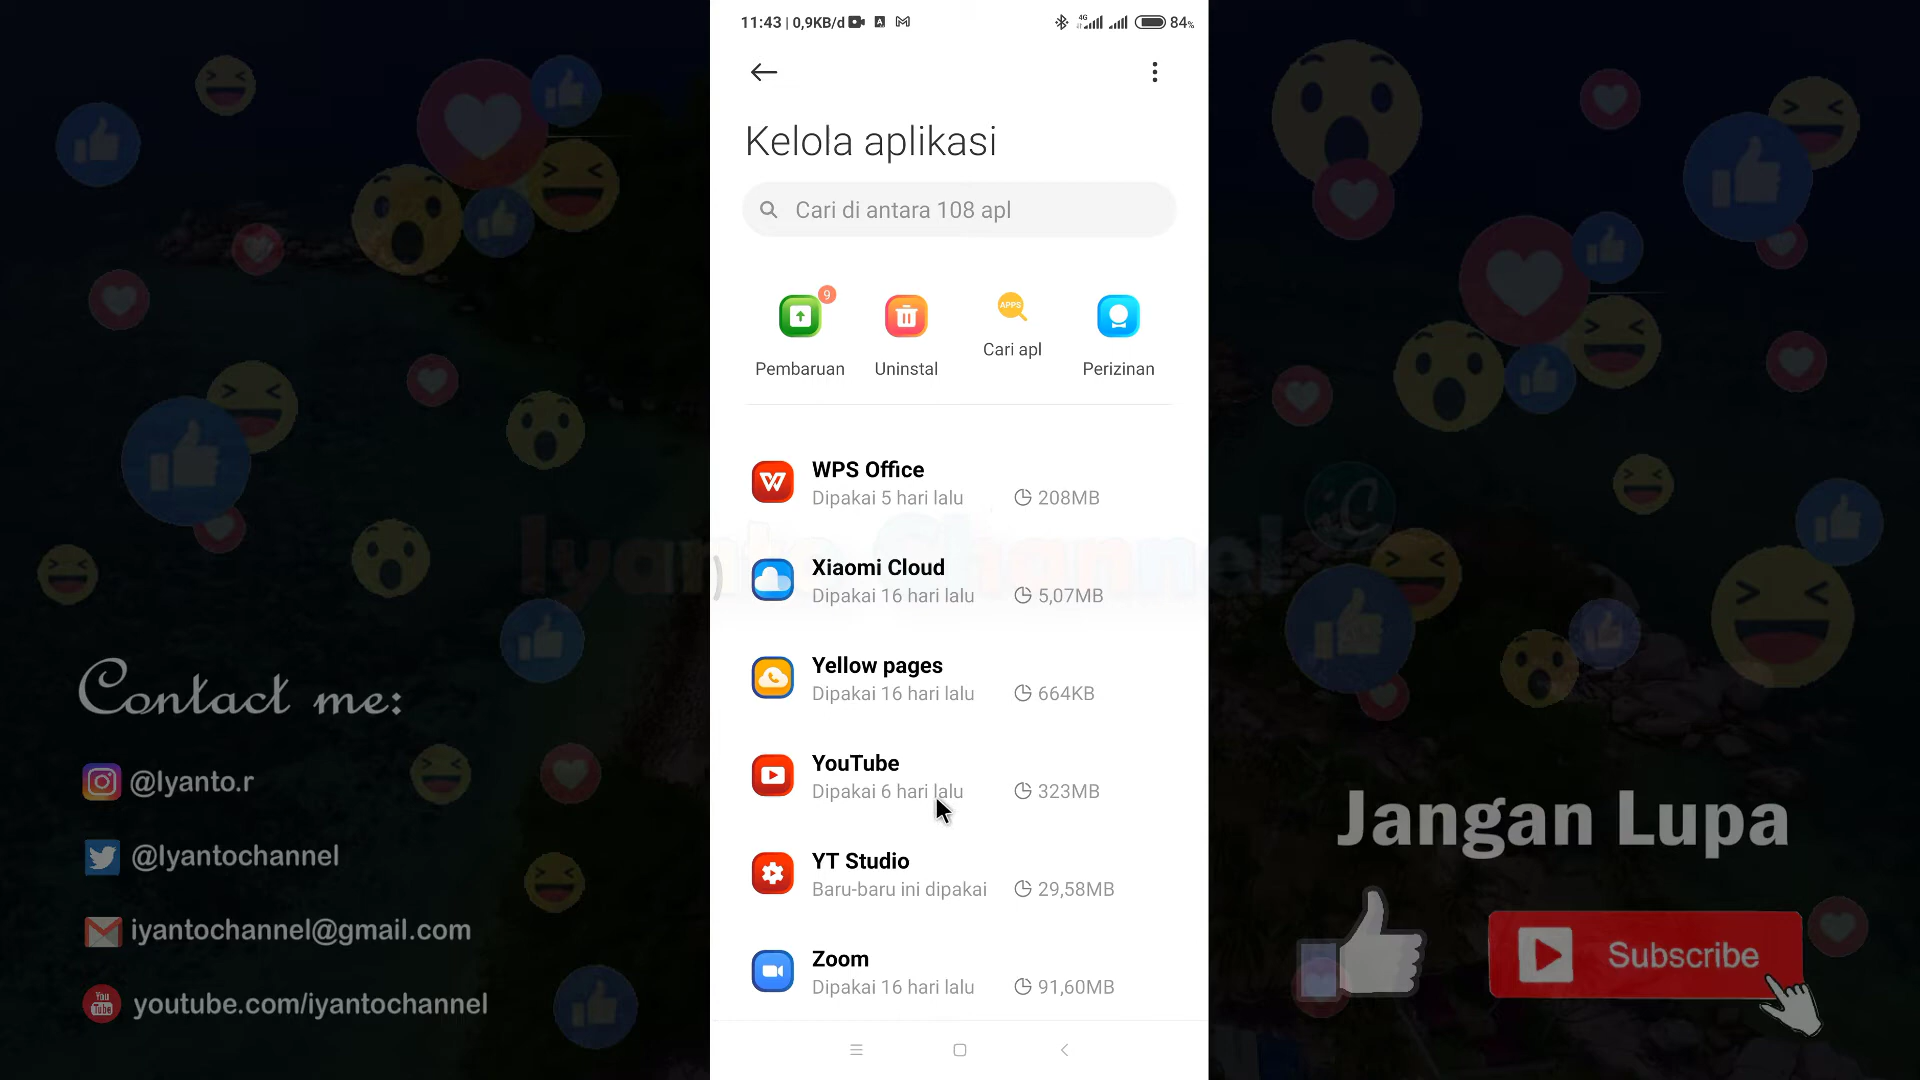 11:43 | 0,9KB/d
4G
84%
Kelola aplikasi
Cari di antara 108 apl
9
APPS
Pembaruan
Uninstal
Cari apl
Perizinan
WPS Office
Dipakai 5 hari lalu
208MB
Iyanto Channel
iC
Xiaomi Cloud
Dipakai 16 hari lalu
5,07MB
Yellow pages
Dipakai 16 hari lalu
664KB
YouTube
Dipakai 6 hari lalu
323MB
YT Studio
Baru-baru ini dipakai
29,58MB
Zoom
Dipakai 16 hari lalu
91,60MB
Contact me:
@Iyanto.r
@Iyantochannel
iyantochannel@gmail.com
You Tube
youtube.com/iyantochannel
Jangan Lupa
Subscribe